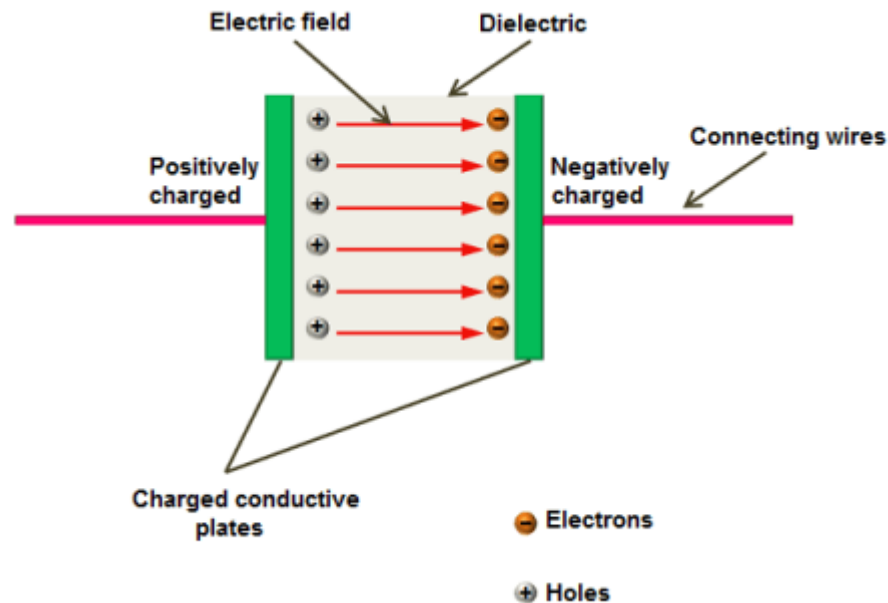 Electric field
Dielectric
Connecting wires
Positively
charged
Negatively
charged
Charged conductive
plates
Electrons
Holes